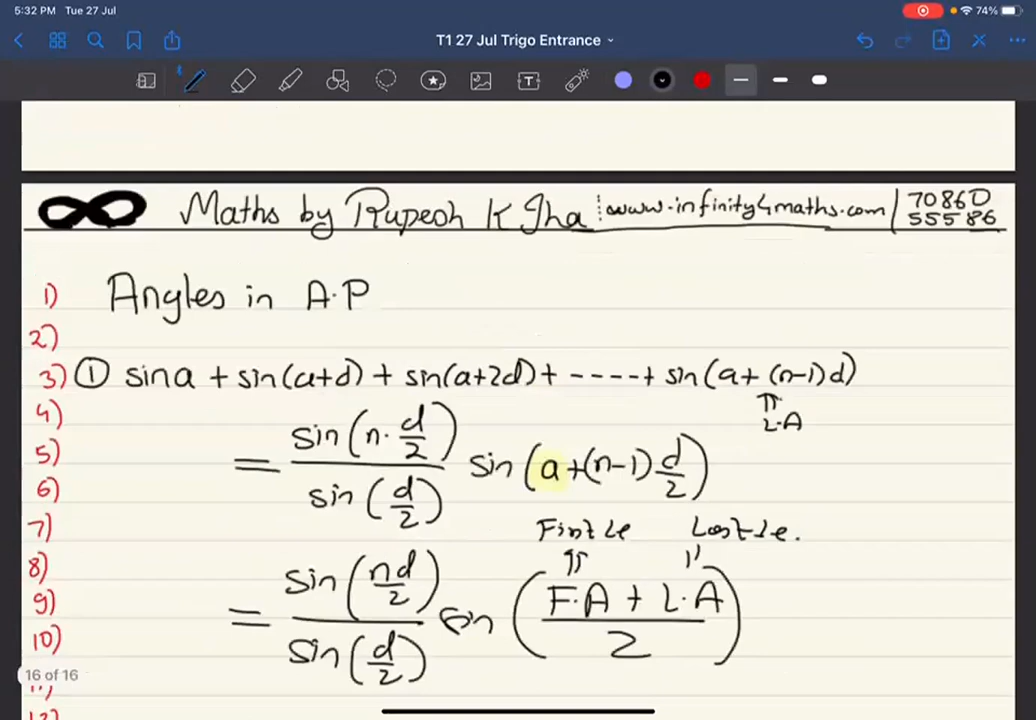 5:32 PM Tue 27 Jul
74%
T1 27 Jul Trigo Entrance
T
∞ Maths by Rupesh K Jha www.infinity4maths.com 70860
55586
1) Angles in A.P
2)
3) ① sin a + sin(a+d) + sin(a+2d) + ----- + sin(a + (n-1)d)
4) L.A
5) = sin(n·d/2) / sin(d/2) sin(a+(n-1)d/2)
6)
7) First ∠e Last ∠e.
8)
9) = sin(nd/2) / sin(d/2) sin(F.A + L.A / 2)
10)
16 of 16
11)
12)